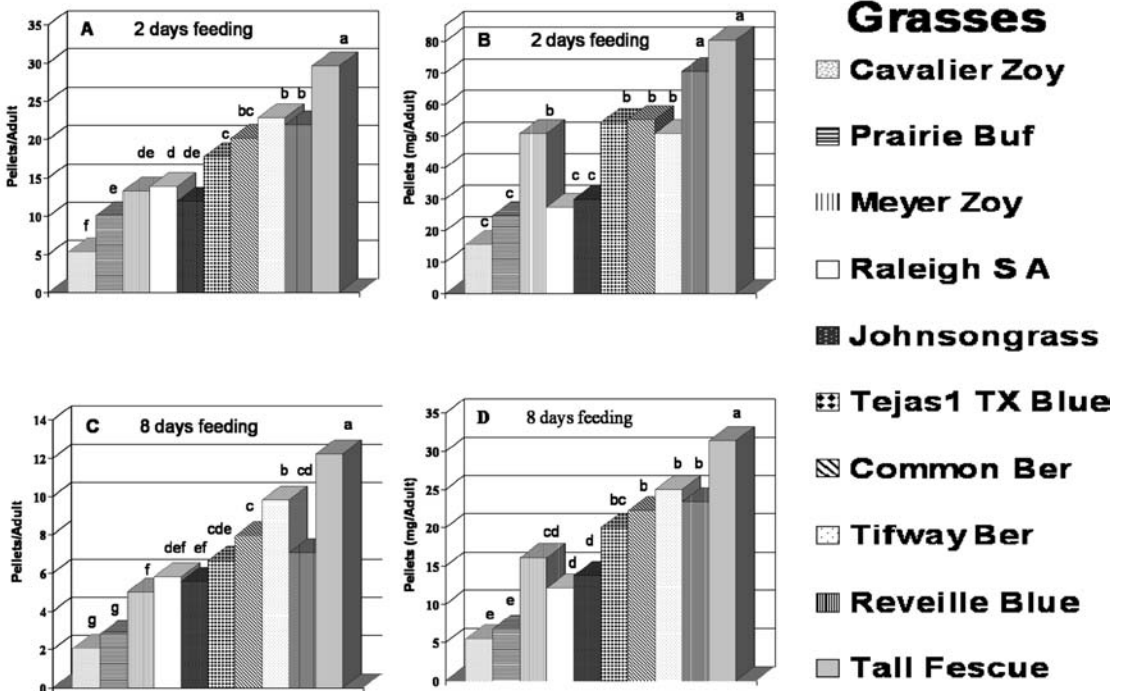 A 2 days feeding
Pellets/Adult
35
30
25
20
15
10
5
0
f e de d de c bc b b a
B 2 days feeding
Pellets (mg/Adult)
80
70
60
50
40
30
20
10
0
c c b c c b b b a a
C 8 days feeding
Pellets/Adult
14
12
10
8
6
4
2
0
g g f def ef cde c b cd a
D 8 days feeding
Pellets (mg/Adult)
35
30
25
20
15
10
5
0
e e cd d d bc b b b a
Grasses
Cavalier Zoy
Prairie Buf
Meyer Zoy
Raleigh S A
Johnsongrass
Tejas1 TX Blue
Common Ber
Tifway Ber
Reveille Blue
Tall Fescue